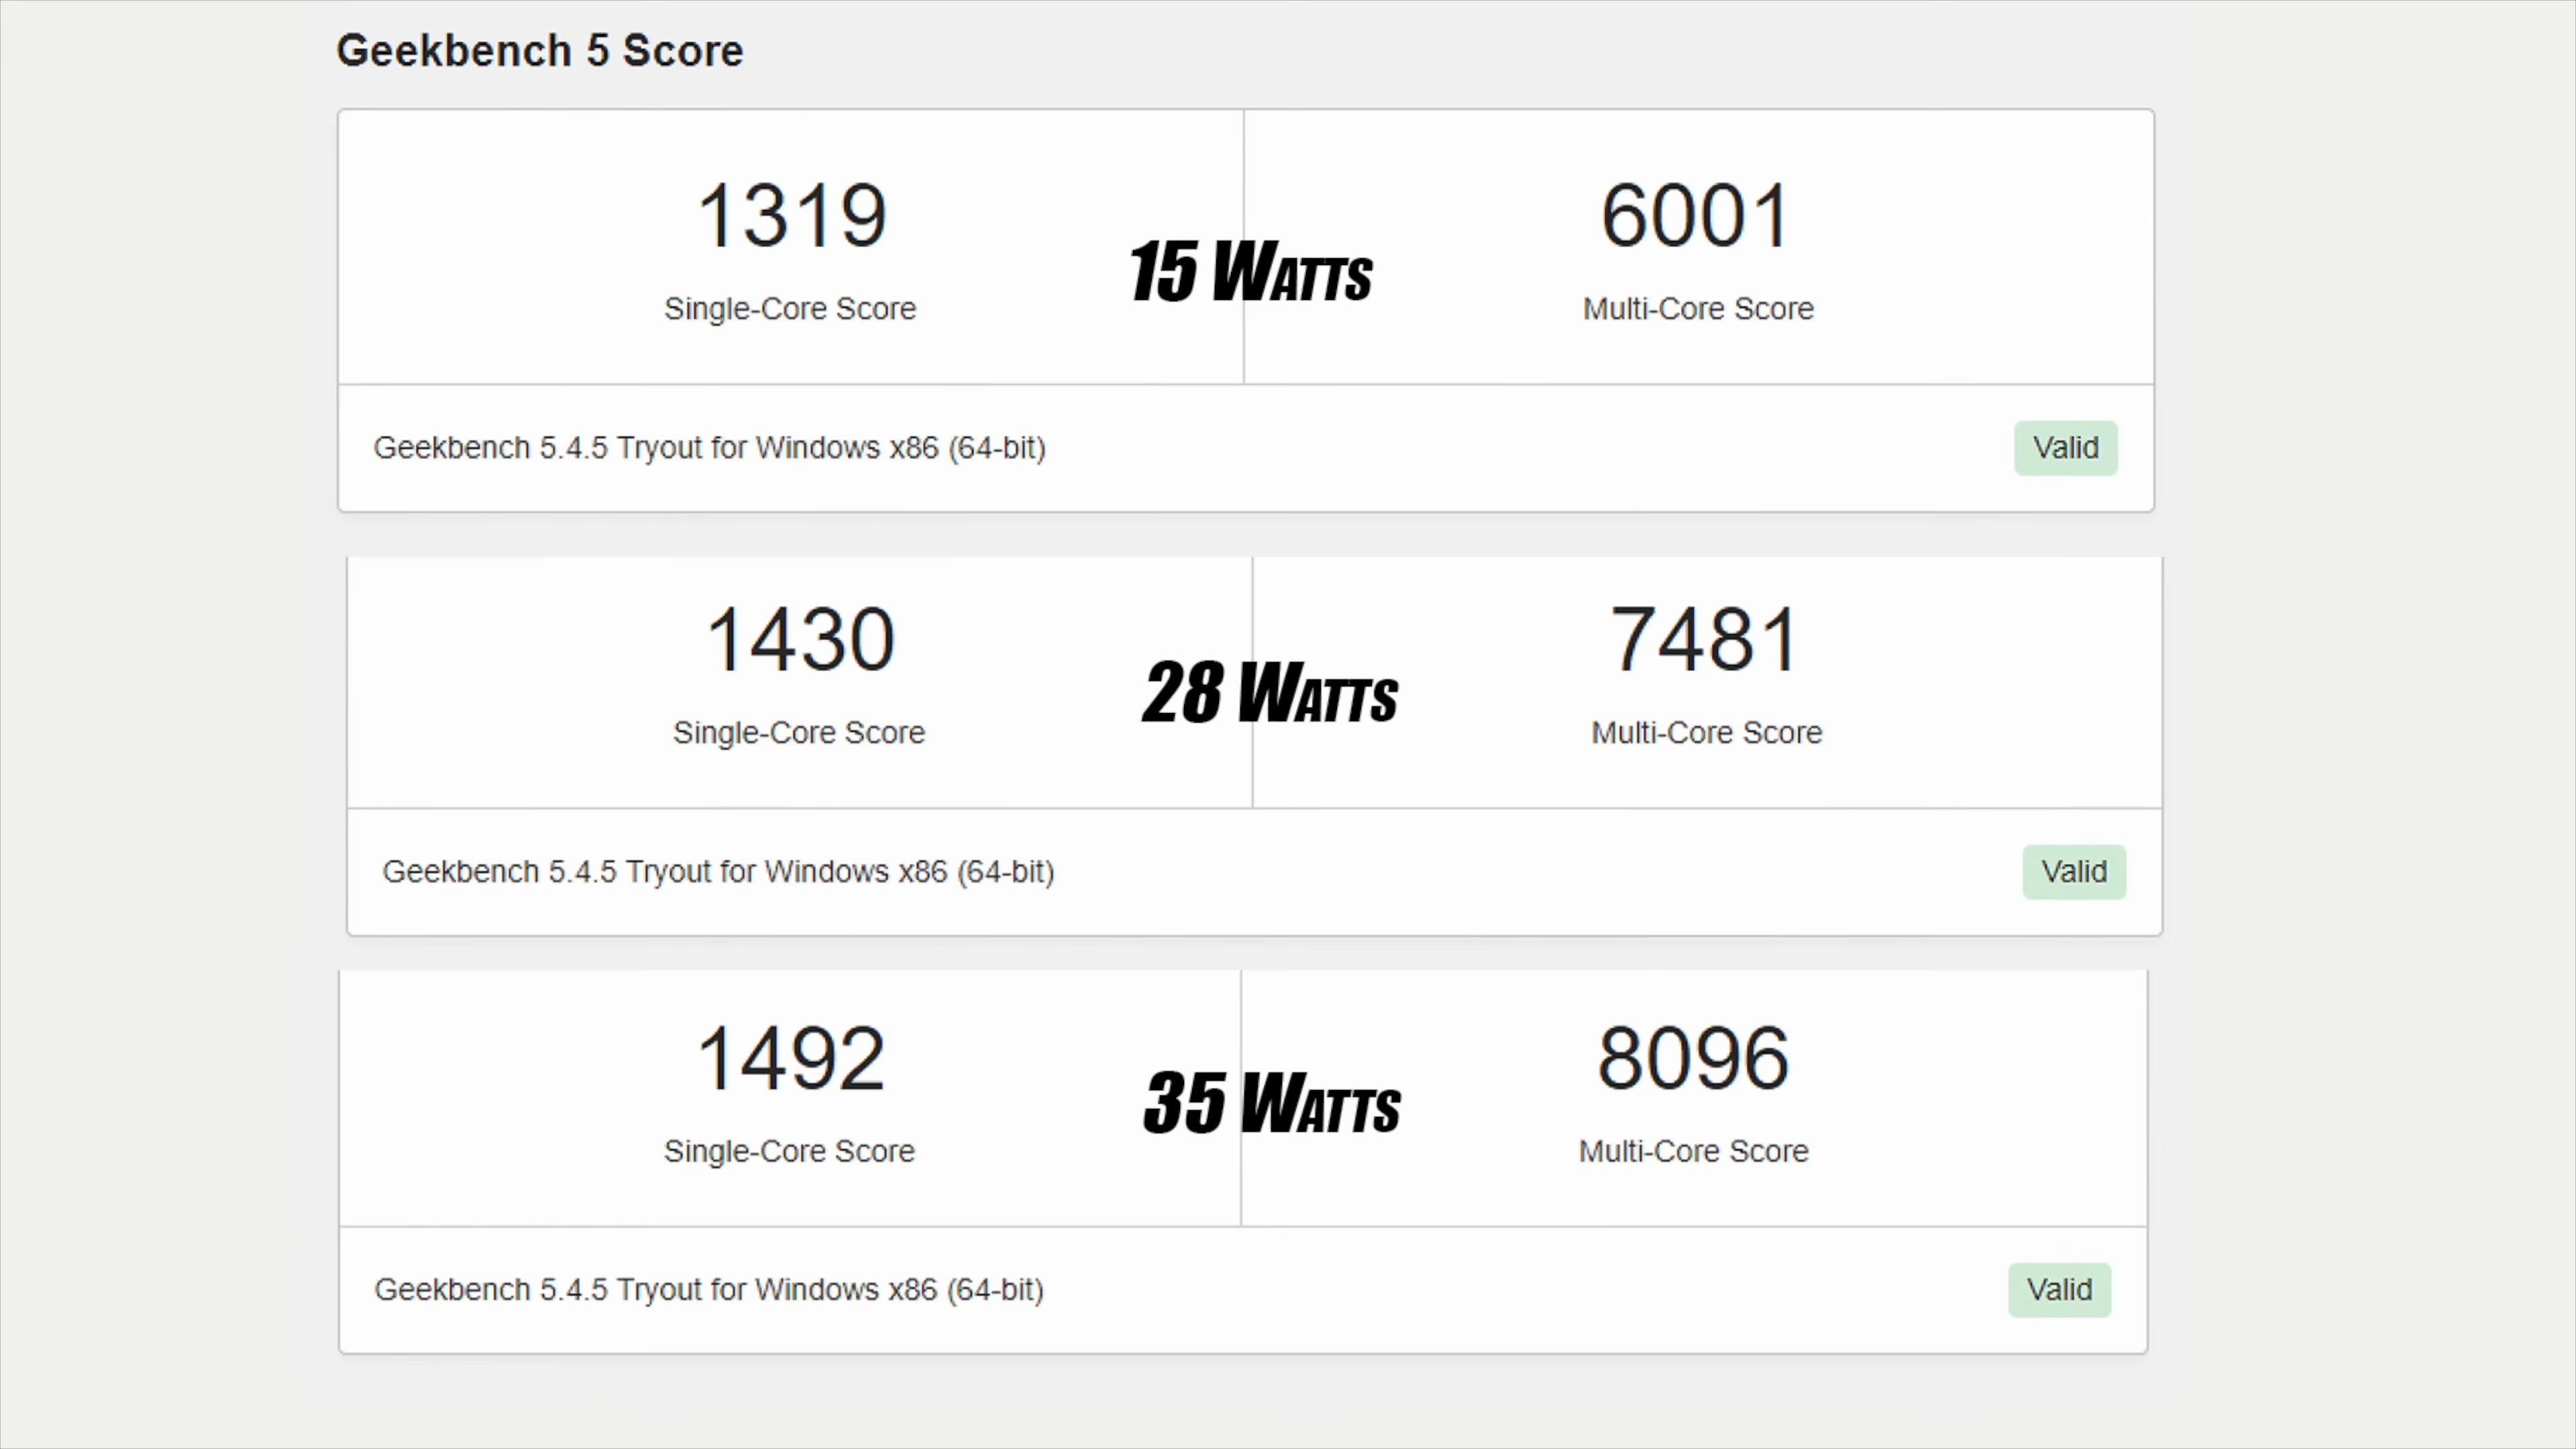 Geekbench 5 Score
1319
6001
15 WATTS
Single-Core Score
Multi-Core Score
Geekbench 5.4.5 Tryout for Windows x86 (64-bit)
Valid
1430
7481
28 WATTS
Single-Core Score
Multi-Core Score
Geekbench 5.4.5 Tryout for Windows x86 (64-bit)
Valid
1492
8096
35 WATTS
Single-Core Score
Multi-Core Score
Geekbench 5.4.5 Tryout for Windows x86 (64-bit)
Valid